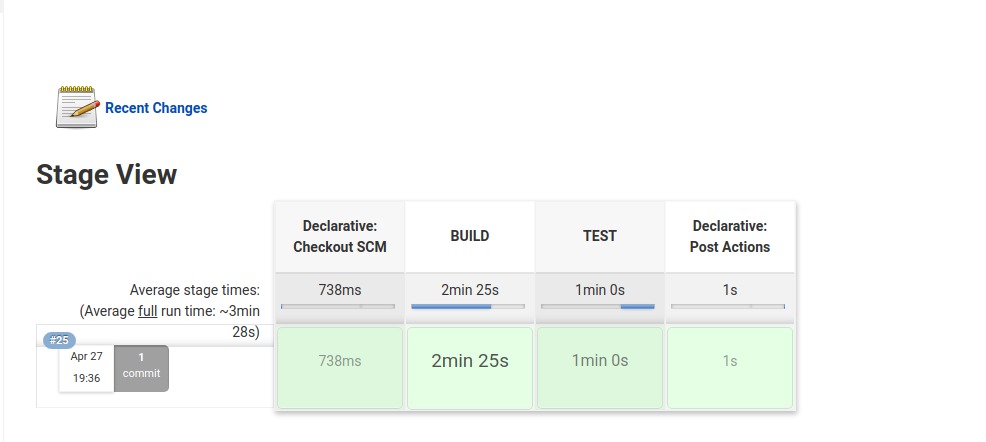 Recent Changes
Stage View
Declarative:
Checkout SCM
BUILD
TEST
Declarative:
Post Actions
Average stage times:
(Average full run time: ~3min
28s)
738ms
2min 25s
1min 0s
1s
#25
Apr 27
19:36
1
commit
738ms
2min 25s
1min 0s
1s